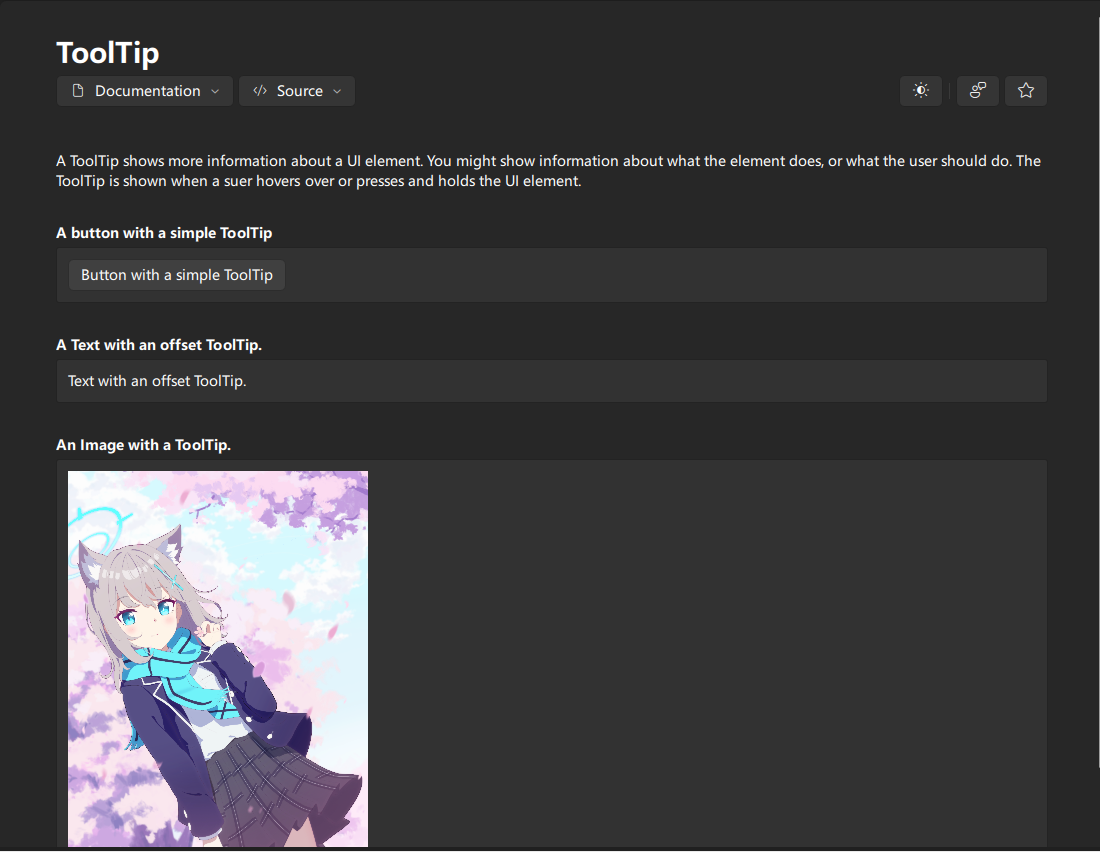 ToolTip
Documentation
Source
A ToolTip shows more information about a UI element. You might show information about what the element does, or what the user should do. The
ToolTip is shown when a suer hovers over or presses and holds the UI element.
A button with a simple ToolTip
Button with a simple ToolTip
A Text with an offset ToolTip.
Text with an offset ToolTip.
An Image with a ToolTip.